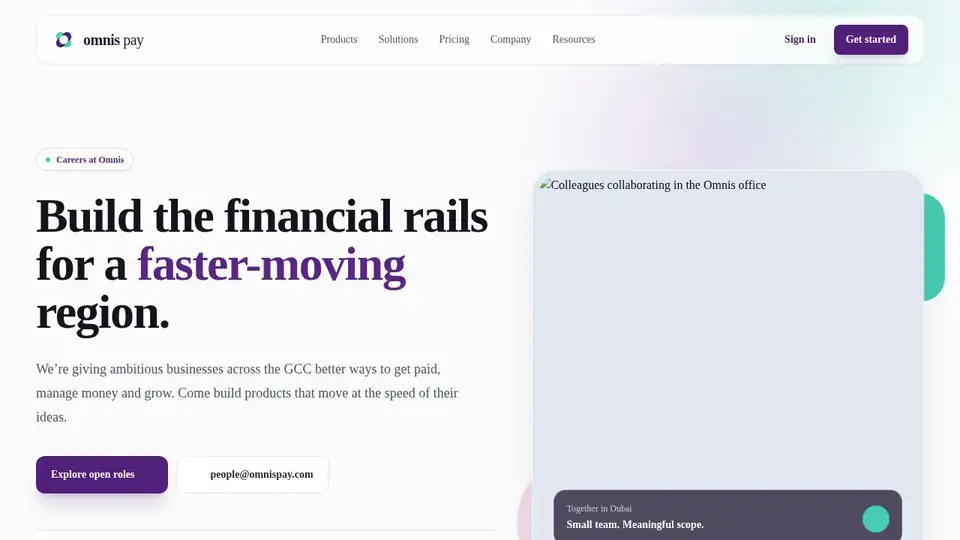 omnis pay
Products Solutions Pricing Company Resources
Sign in
Get started
Careers at Omnis
Build the financial rails
for a faster-moving
region.
We’re giving ambitious businesses across the GCC better ways to get paid,
manage money and grow. Come build products that move at the speed of their
ideas.
Explore open roles
people@omnispay.com
Colleagues collaborating in the Omnis office
Together in Dubai
Small team. Meaningful scope.